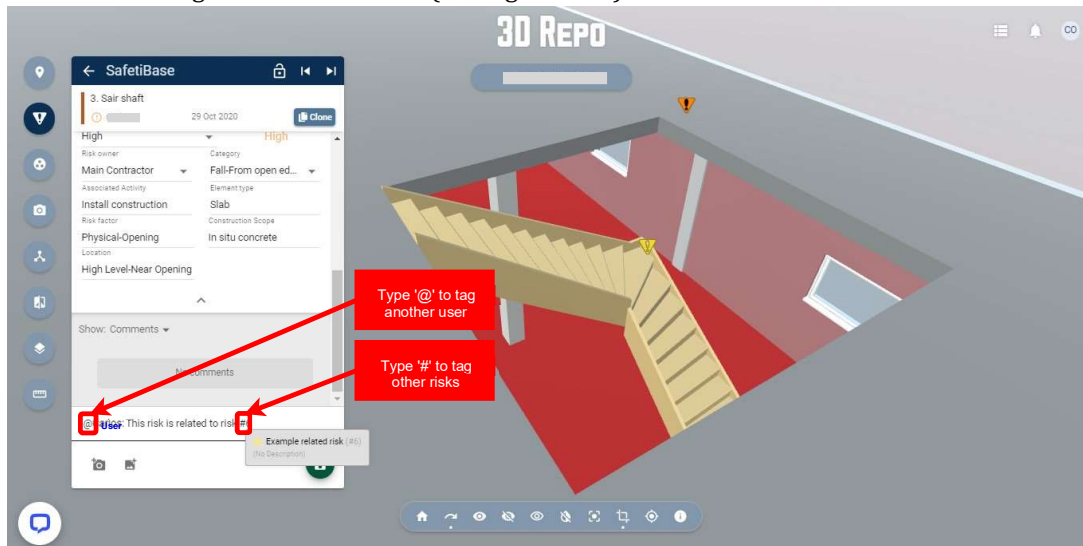 3D REPO
CO
SafetiBase
3. Sair shaft
29 Oct 2020
Clone
High High
Risk owner Category
Main Contractor Fall-From open ed...
Associated Activity Element type
Install construction Slab
Risk factor Construction Scope
Physical-Opening In situ concrete
Location
High Level-Near Opening
Type '@' to tag
another user
Show: Comments
Type '#' to tag
other risks
No comments
@ User: This risk is related to risk #6
Example related risk (#6)
(No Description)